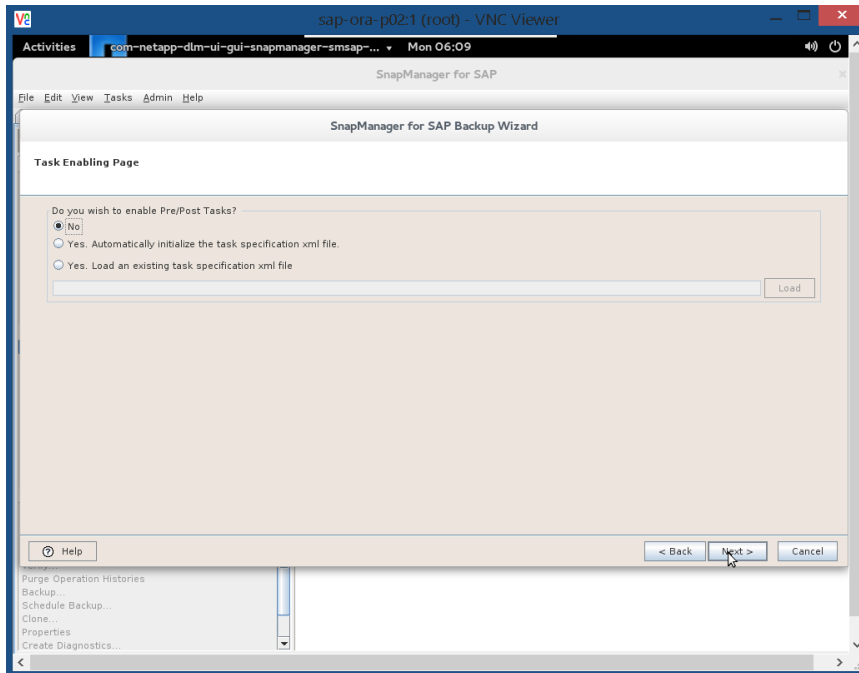 V2 sap-ora-p02:1 (root) - VNC Viewer
Activities com-netapp-dlm-ui-gui-snapmanager-smsap-... Mon 06:09
SnapManager for SAP
File Edit View Tasks Admin Help
SnapManager for SAP Backup Wizard
Task Enabling Page
Do you wish to enable Pre/Post Tasks?
No
Yes. Automatically initialize the task specification xml file.
Yes. Load an existing task specification xml file
Load
Help < Back Next > Cancel
Purge Operation Histories
Backup...
Schedule Backup...
Clone...
Properties
Create Diagnostics...